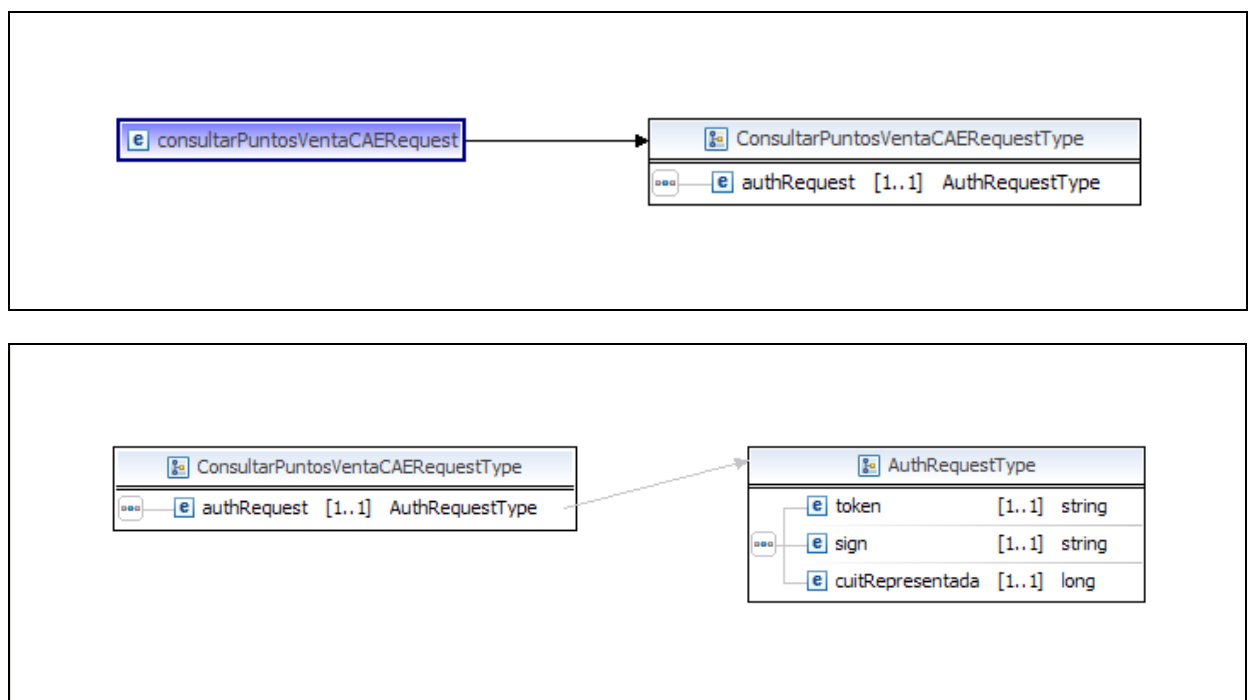 e consultarPuntosVentaCAERequest
ConsultarPuntosVentaCAERequestType
e authRequest [1..1] AuthRequestType
ConsultarPuntosVentaCAERequestType
e authRequest [1..1] AuthRequestType
AuthRequestType
e token [1..1] string
e sign [1..1] string
e cuitRepresentada [1..1] long